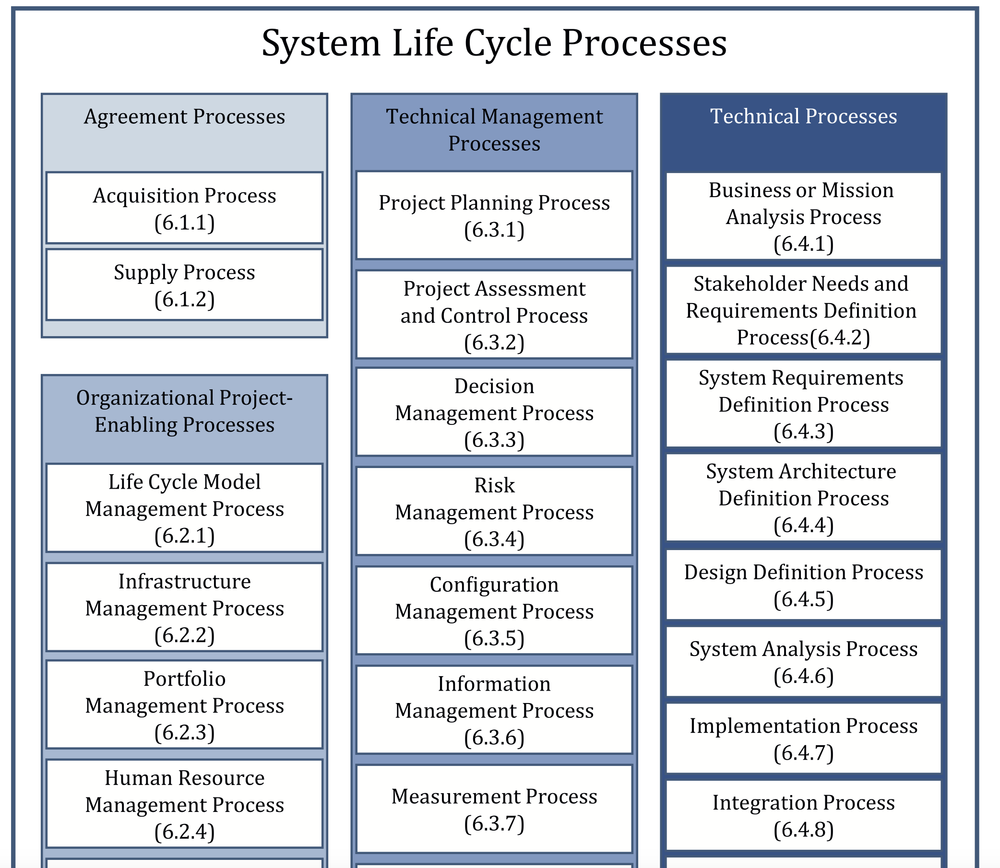 System Life Cycle Processes
Agreement Processes
Acquisition Process
(6.1.1)
Supply Process
(6.1.2)
Organizational Project-
Enabling Processes
Life Cycle Model
Management Process
(6.2.1)
Infrastructure
Management Process
(6.2.2)
Portfolio
Management Process
(6.2.3)
Human Resource
Management Process
(6.2.4)
Technical Management
Processes
Project Planning Process
(6.3.1)
Project Assessment
and Control Process
(6.3.2)
Decision
Management Process
(6.3.3)
Risk
Management Process
(6.3.4)
Configuration
Management Process
(6.3.5)
Information
Management Process
(6.3.6)
Measurement Process
(6.3.7)
Technical Processes
Business or Mission
Analysis Process
(6.4.1)
Stakeholder Needs and
Requirements Definition
Process(6.4.2)
System Requirements
Definition Process
(6.4.3)
System Architecture
Definition Process
(6.4.4)
Design Definition Process
(6.4.5)
System Analysis Process
(6.4.6)
Implementation Process
(6.4.7)
Integration Process
(6.4.8)